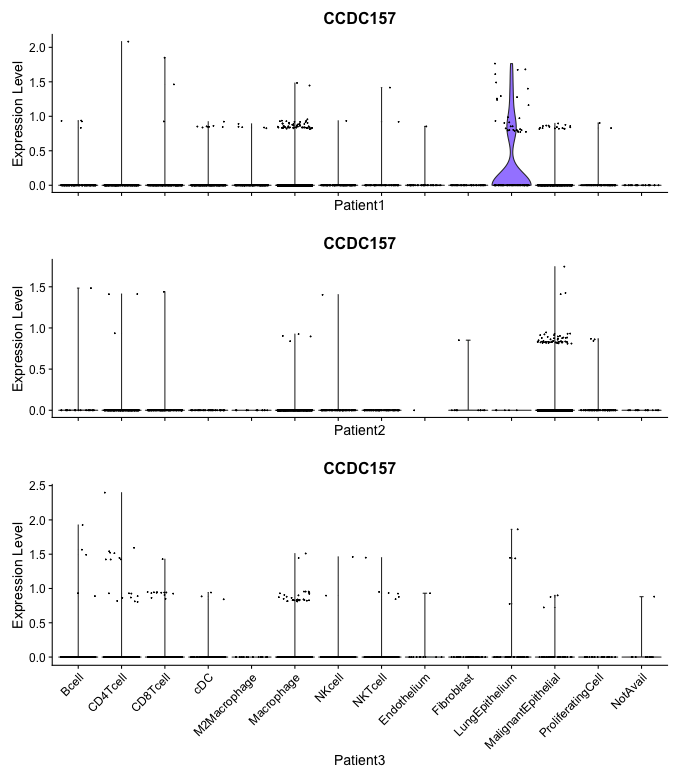 CCDC157
Expression Level
2.0
1.5
1.0
0.5
0.0
Patient1
CCDC157
Expression Level
1.5
1.0
0.5
0.0
Patient2
CCDC157
Expression Level
2.5
2.0
1.5
1.0
0.5
0.0
Bcell
CD4Tcell
CD8Tcell
cDC
M2Macrophage
Macrophage
NKcell
NKTcell
Endothelium
Fibroblast
LungEpithelium
MalignantEpithelial
ProliferatingCell
NotAvail
Patient3